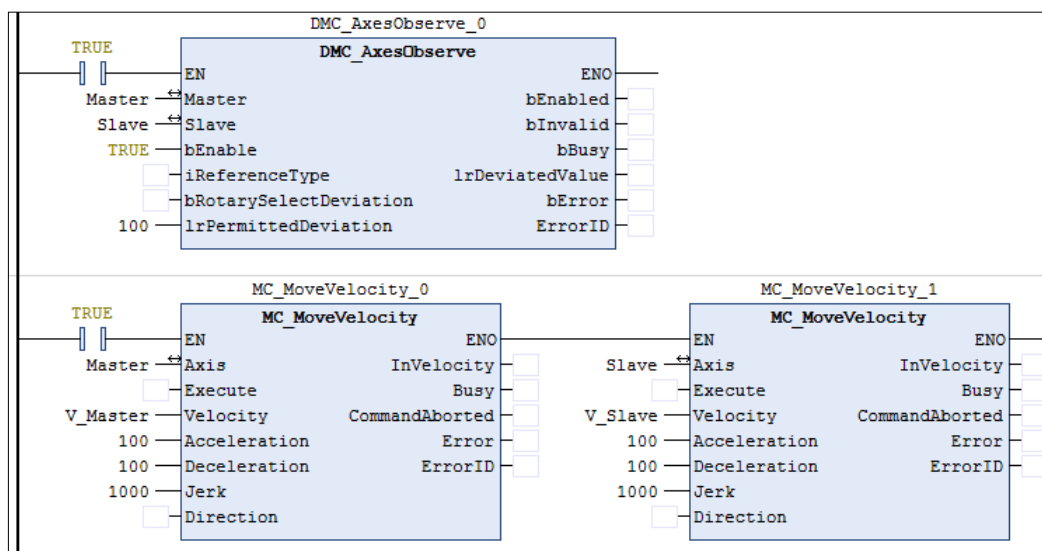 DMC_AxesObserve_0
TRUE DMC_AxesObserve
EN ENO
Master Master bEnabled
Slave Slave bInvalid
TRUE bEnable bBusy
iReferenceType lrDeviatedValue
bRotarySelectDeviation bError
100 lrPermittedDeviation ErrorID
MC_MoveVelocity_0 MC_MoveVelocity_1
TRUE MC_MoveVelocity MC_MoveVelocity
EN ENO EN ENO
Master Axis InVelocity Slave Axis InVelocity
Execute Busy Execute Busy
V_Master Velocity CommandAborted V_Slave Velocity CommandAborted
100 Acceleration Error 100 Acceleration Error
100 Deceleration ErrorID 100 Deceleration ErrorID
1000 Jerk 1000 Jerk
Direction Direction